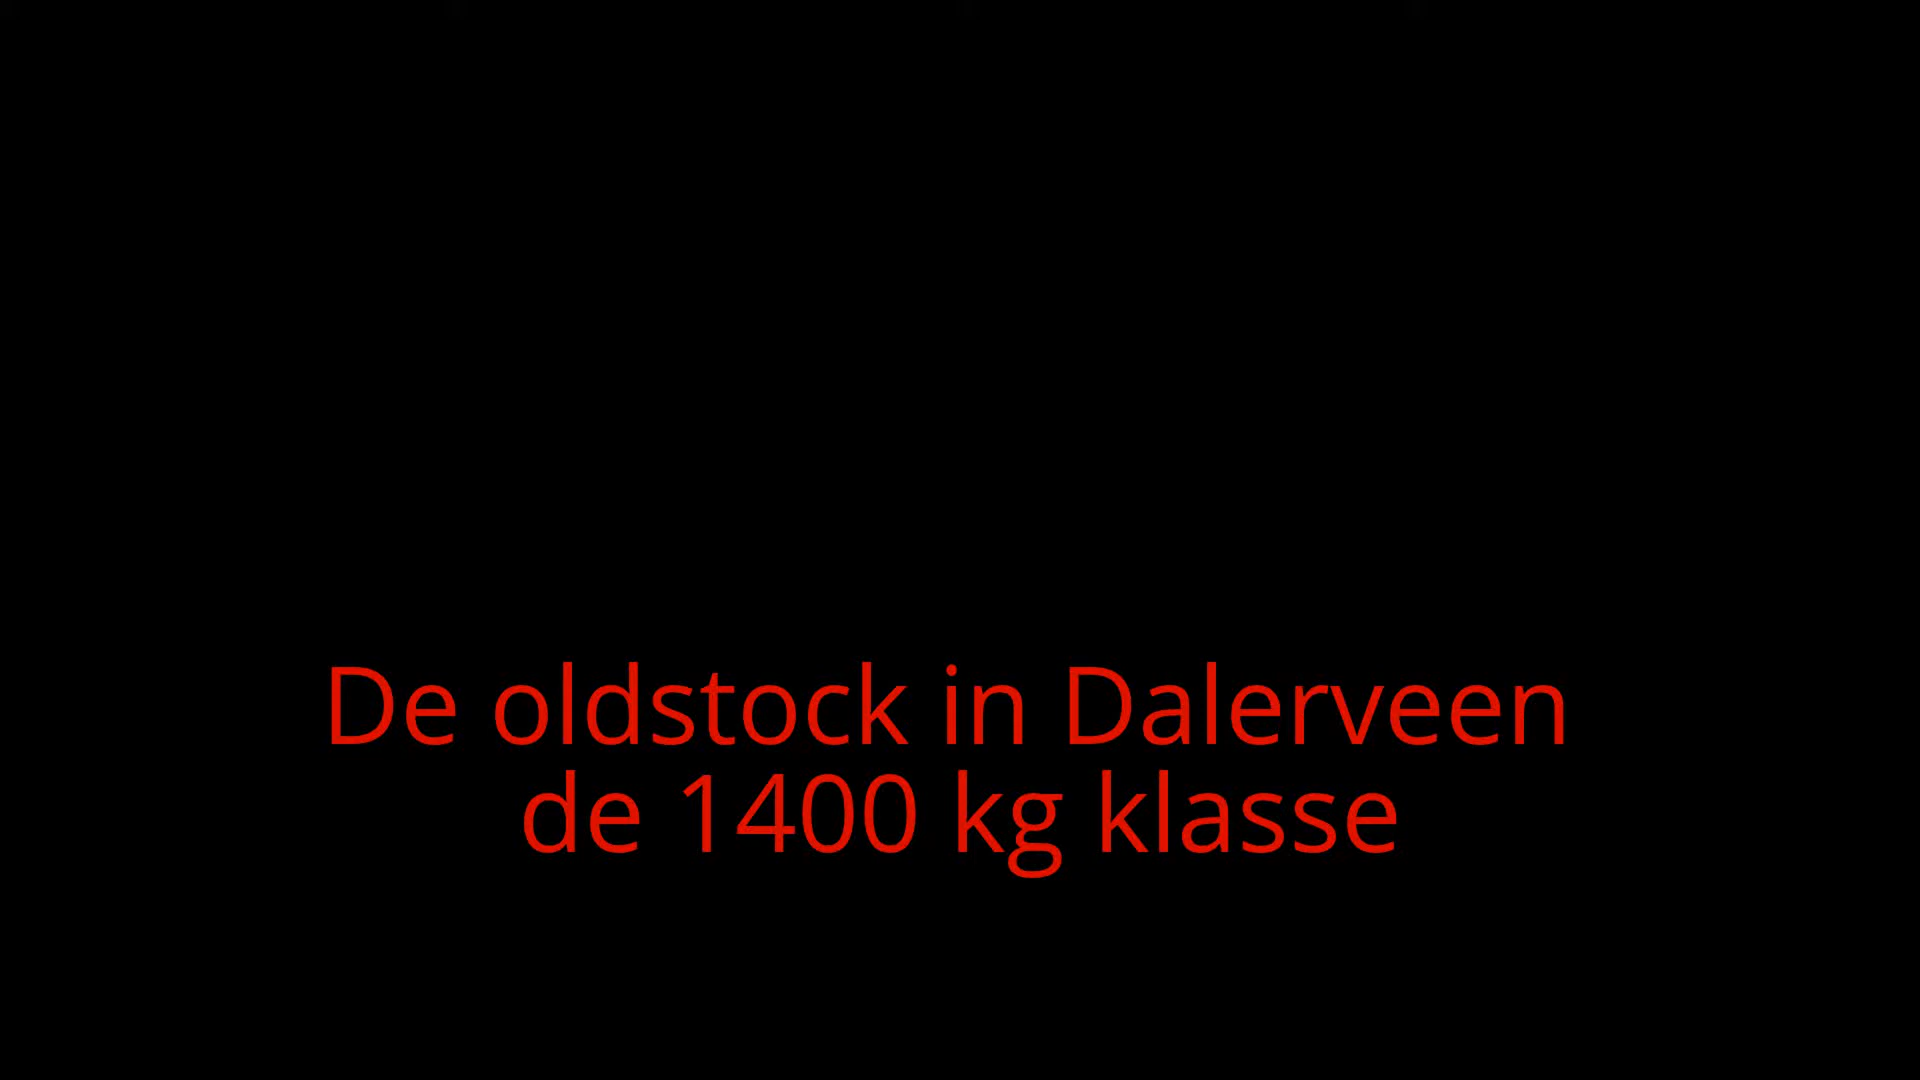 De oldstock in Dalerveen
de 1400 kg klasse